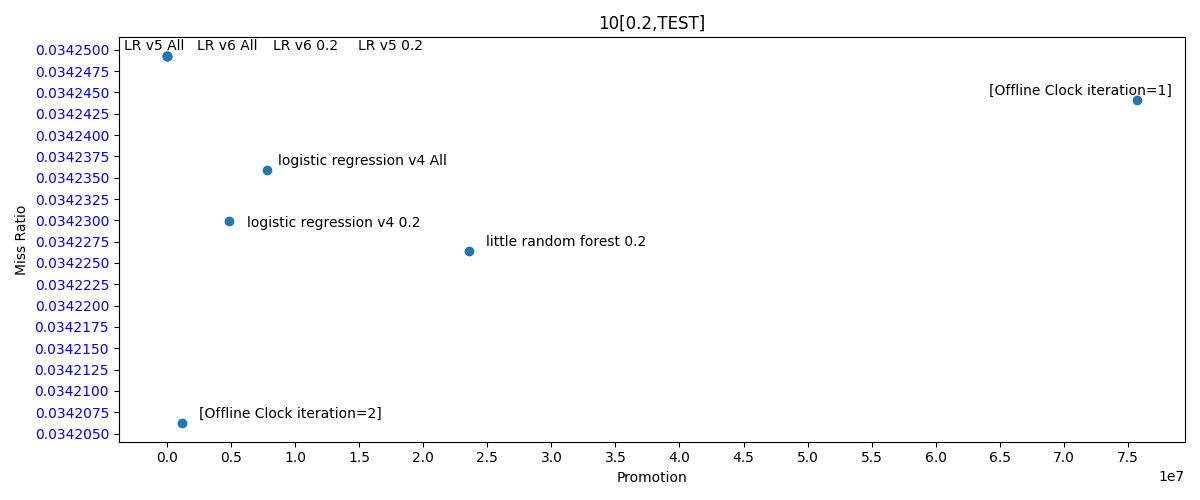 10[0.2,TEST]
0.0342500
0.0342475
0.0342450
0.0342425
0.0342400
0.0342375
0.0342350
0.0342325
0.0342300
0.0342275
0.0342250
0.0342225
0.0342200
0.0342175
0.0342150
0.0342125
0.0342100
0.0342075
0.0342050
Miss Ratio
LR v5 All LR v6 All LR v6 0.2 LR v5 0.2
[Offline Clock iteration=1]
logistic regression v4 All
logistic regression v4 0.2
little random forest 0.2
[Offline Clock iteration=2]
0.0 0.5 1.0 1.5 2.0 2.5 3.0 3.5 4.0 4.5 5.0 5.5 6.0 6.5 7.0 7.5
1e7
Promotion